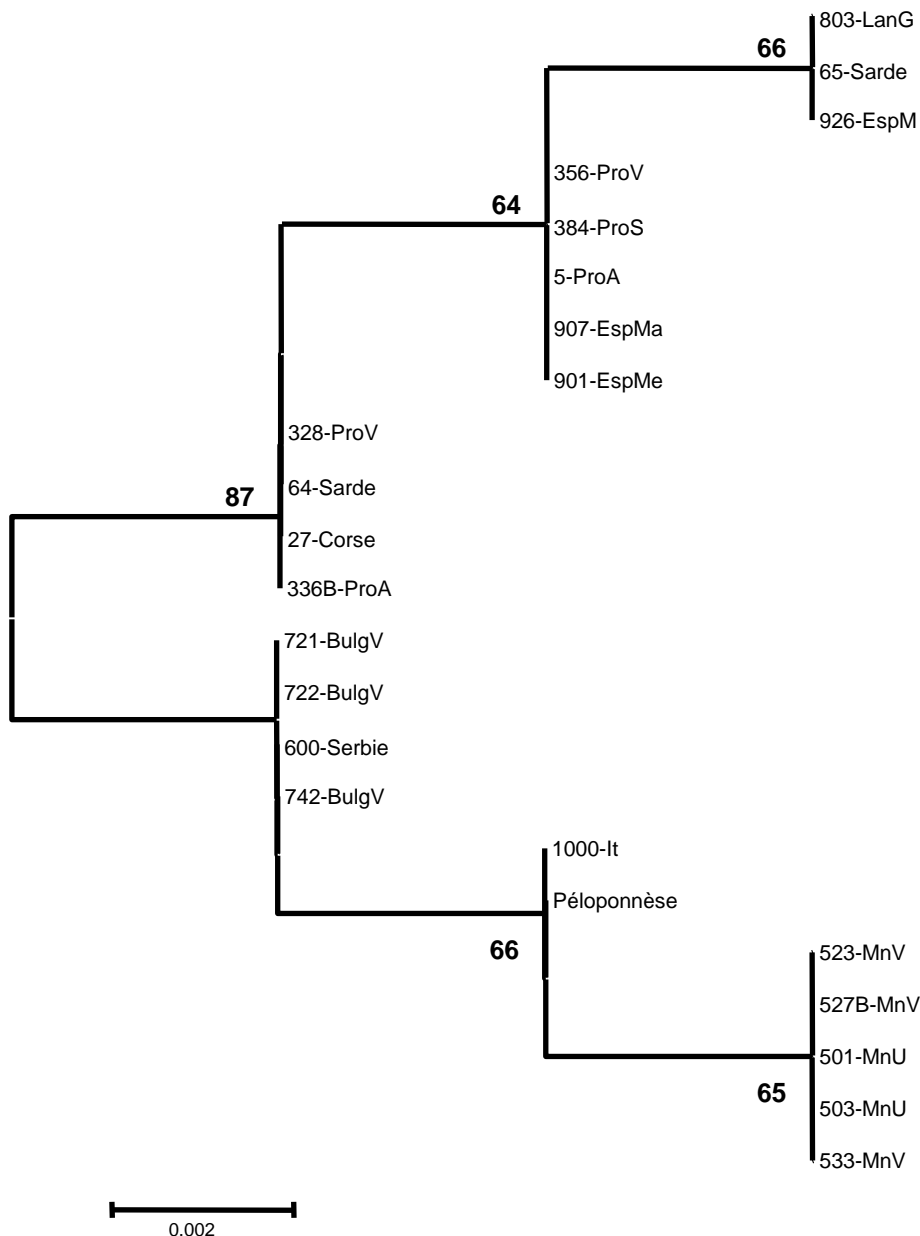 803-LanG
66
65-Sarde
926-EspM
356-ProV
64
384-ProS
5-ProA
907-EspMa
901-EspMe
328-ProV
64-Sarde
87
27-Corse
336B-ProA
721-BulgV
722-BulgV
600-Serbie
742-BulgV
1000-It
Péloponnèse
66
523-MnV
527B-MnV
501-MnU
65
503-MnU
533-MnV
0.002